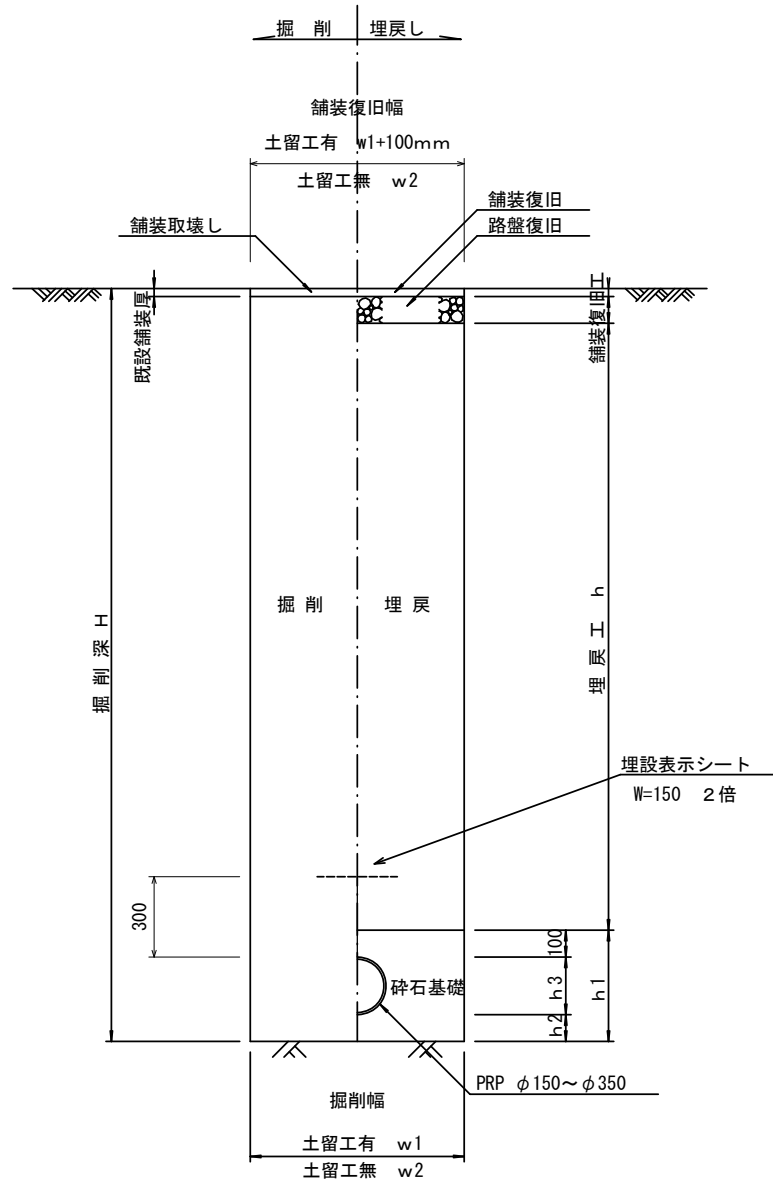 掘 削 埋戻し
舗装復旧幅
土留工有 w1+100mm
土留工無 w2
舗装取壊し
舗装復旧
路盤復旧
既設舗装厚
舗装復旧工
掘 削 深 H
掘 削
埋 戻
埋 戻 工 h
埋設表示シート
W=150 2倍
300
100
h3
h2
h1
砕石基礎
PRP φ150～φ350
掘削幅
土留工有 w1
土留工無 w2